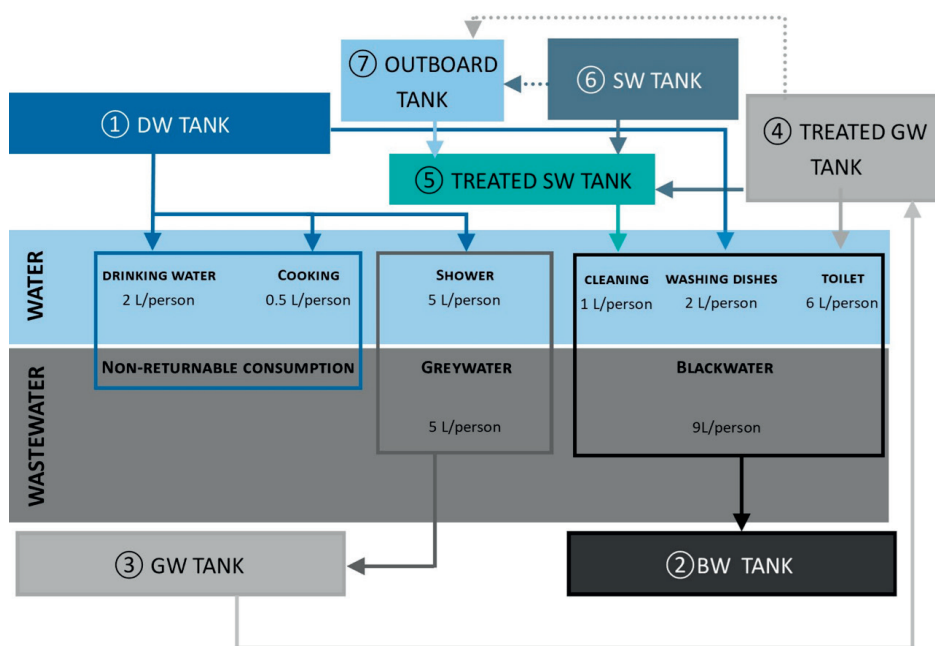 ⑦ OUTBOARD
TANK
⑥ SW TANK
① DW TANK
④ TREATED GW
TANK
⑤ TREATED SW TANK
WATER
DRINKING WATER
2 L/person
COOKING
0.5 L/person
SHOWER
5 L/person
CLEANING
1 L/person
WASHING DISHES
2 L/person
TOILET
6 L/person
WASTEWATER
NON-RETURNABLE CONSUMPTION
GREYWATER
5 L/person
BLACKWATER
9L/person
③ GW TANK
② BW TANK